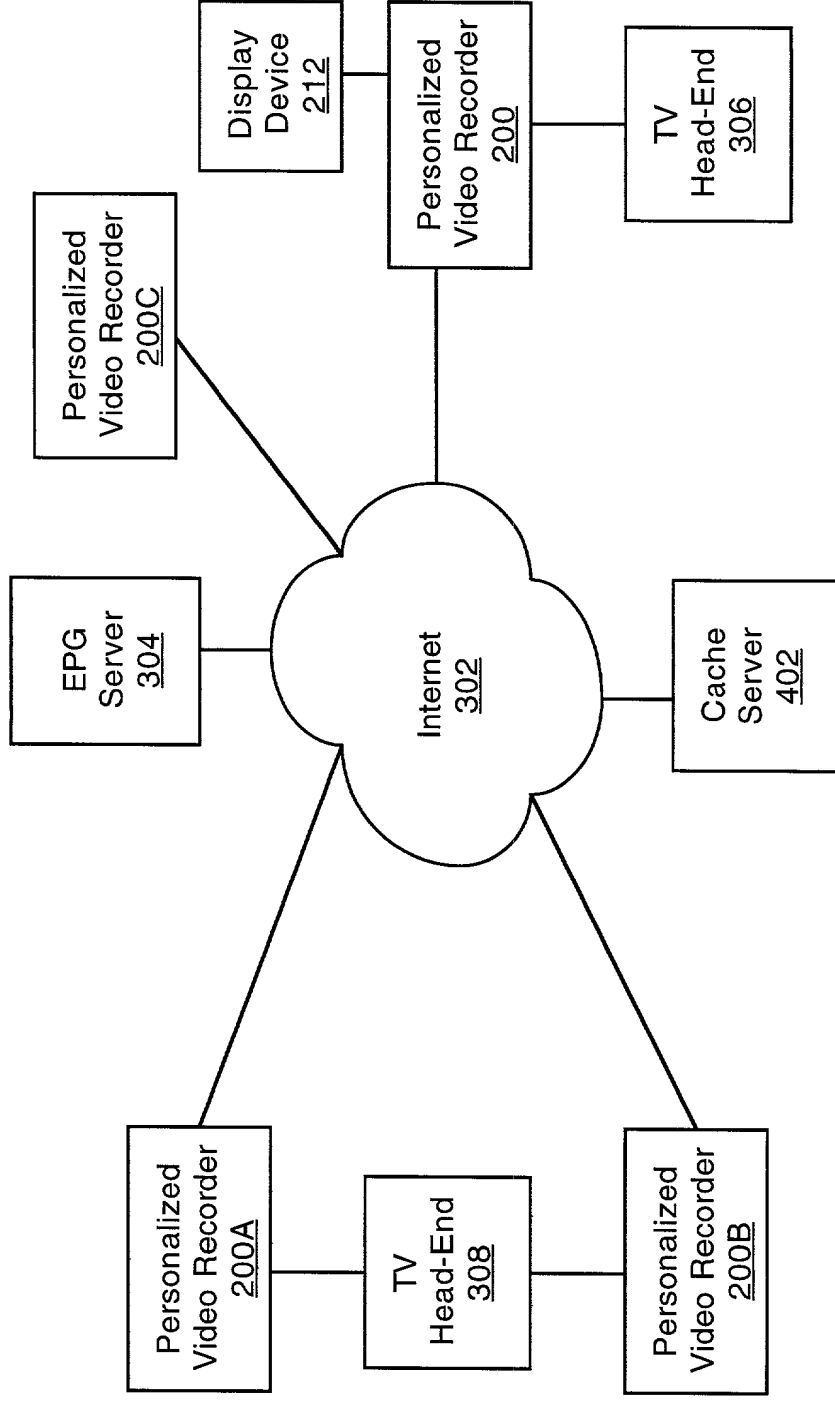 Personalized
Video Recorder
200A
TV
Head-End
308
Personalized
Video Recorder
200B
EPG
Server
304
Internet
302
Cache
Server
402
Personalized
Video Recorder
200C
Display
Device
212
Personalized
Video Recorder
200
TV
Head-End
306